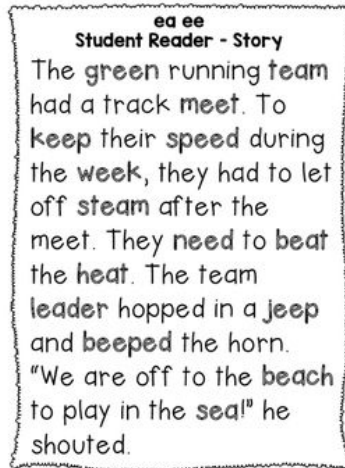 ea ee
Student Reader - Story
The green running team
had a track meet. To
keep their speed during
the week, they had to let
off steam after the
meet. They need to beat
the heat. The team
leader hopped in a jeep
and beeped the horn.
"We are off to the beach
to play in the sea!" he
shouted.